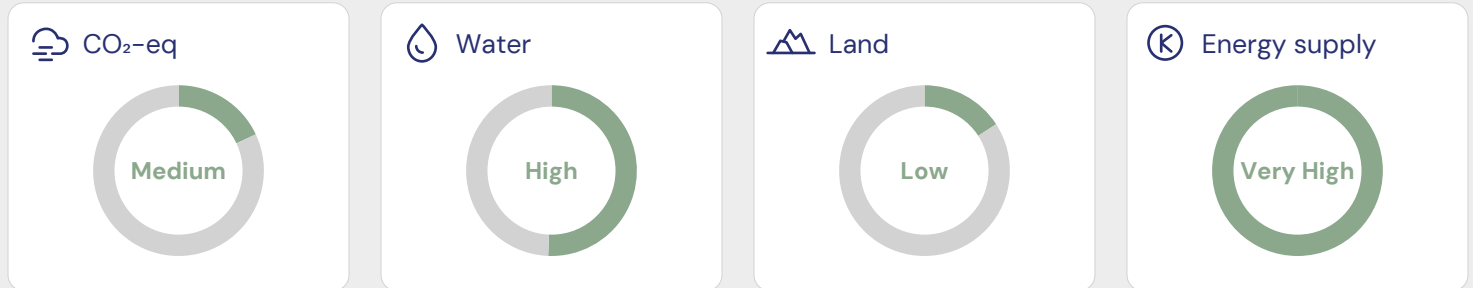 CO₂-eq
Medium
Water
High
Land
Low
Energy supply
Very High